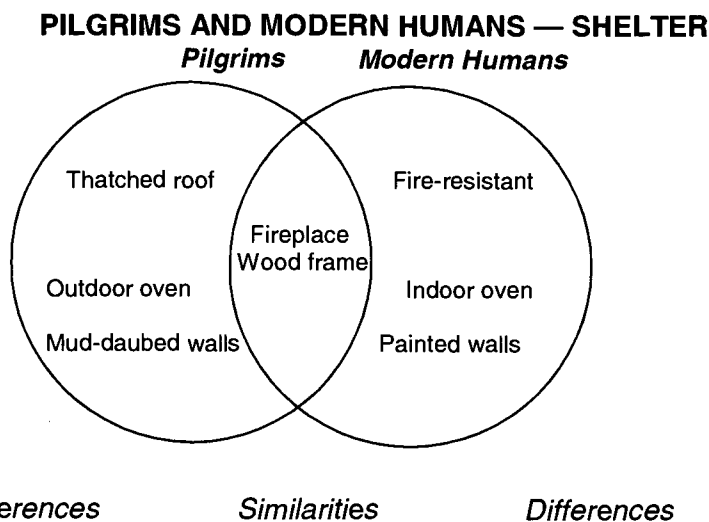 PILGRIMS AND MODERN HUMANS — SHELTER
Pilgrims Modern Humans
Thatched roof Fire-resistant
Fireplace
Wood frame
Outdoor oven Indoor oven
Mud-daubed walls Painted walls
erences Similarities Differences